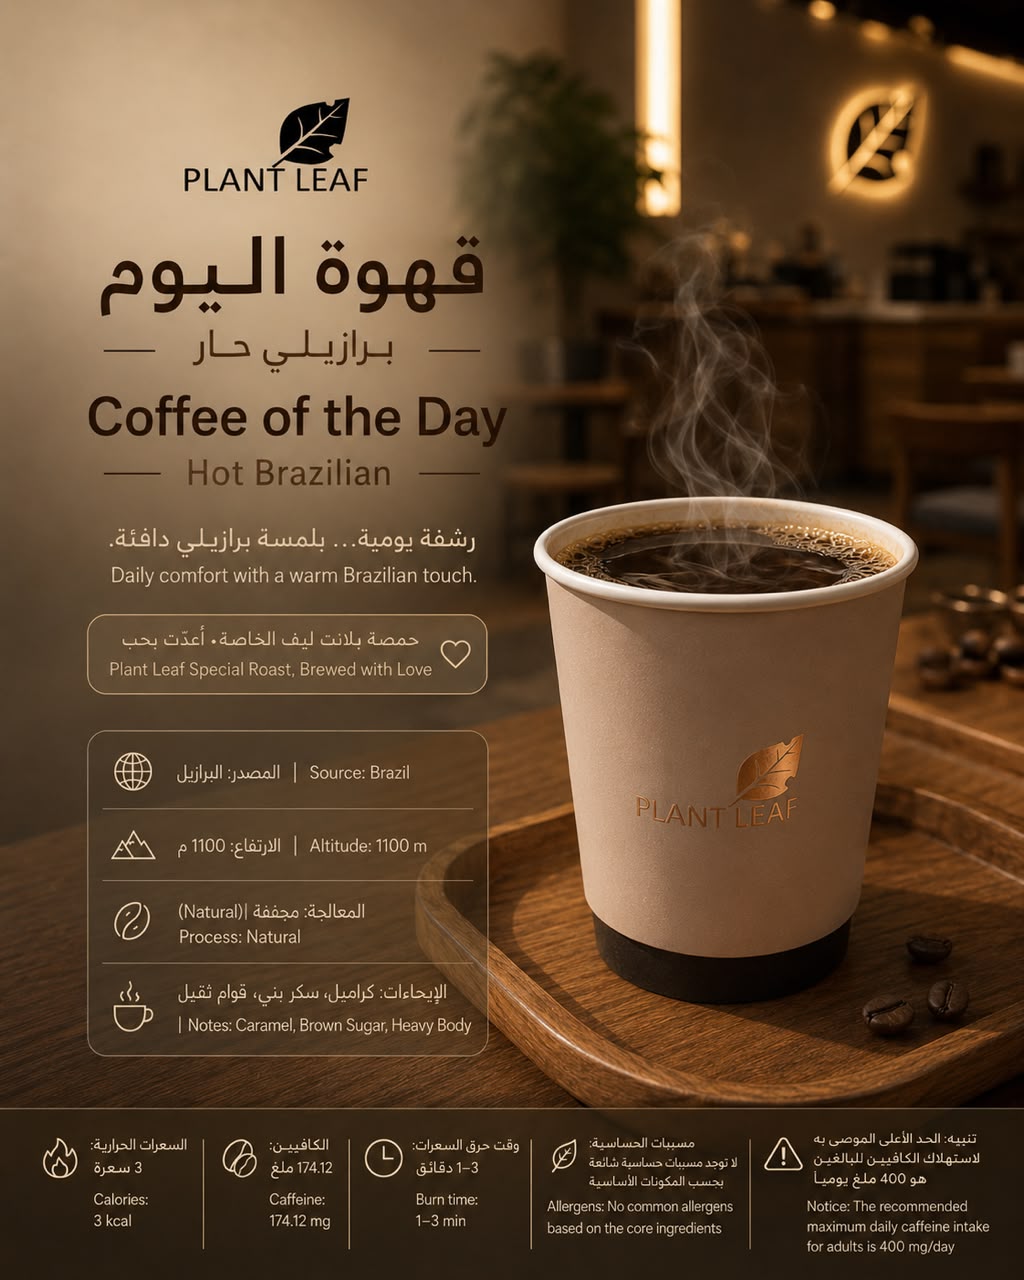 PLANT LEAF
قهوة اليوم
برازيلي حار
Coffee of the Day
Hot Brazilian
رشفة يومية... بلمسة برازيلي دافئة.
Daily comfort with a warm Brazilian touch.
حمصة بلانت ليف الخاصة • أعدّت بحب
Plant Leaf Special Roast, Brewed with Love
المصدر: البرازيل | Source: Brazil
الارتفاع: 1100 م | Altitude: 1100 m
المعالجة: مجففة |(Natural)
Process: Natural
الإيحاءات: كراميل، سكر بني، قوام ثقيل
| Notes: Caramel, Brown Sugar, Heavy Body
PLANT LEAF
السعرات الحرارية:
3 سعرة
Calories:
3 kcal
الكافيين:
174.12 ملغ
Caffeine:
174.12 mg
وقت حرق السعرات:
1–3 دقائق
Burn time:
1–3 min
مسببات الحساسية:
لا توجد مسببات حساسية شائعة
بحسب المكونات الأساسية
Allergens: No common allergens
based on the core ingredients
تنبيه: الحد الأعلى الموصى به
لاستهلاك الكافيين للبالغين
هو 400 ملغ يومياً
Notice: The recommended
maximum daily caffeine intake
for adults is 400 mg/day